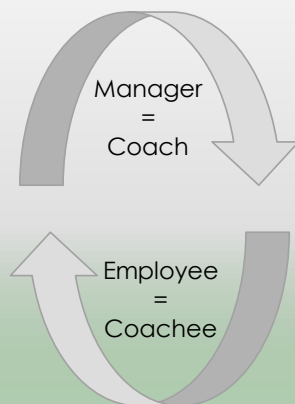 Manager
=
Coach
Employee
=
Coachee